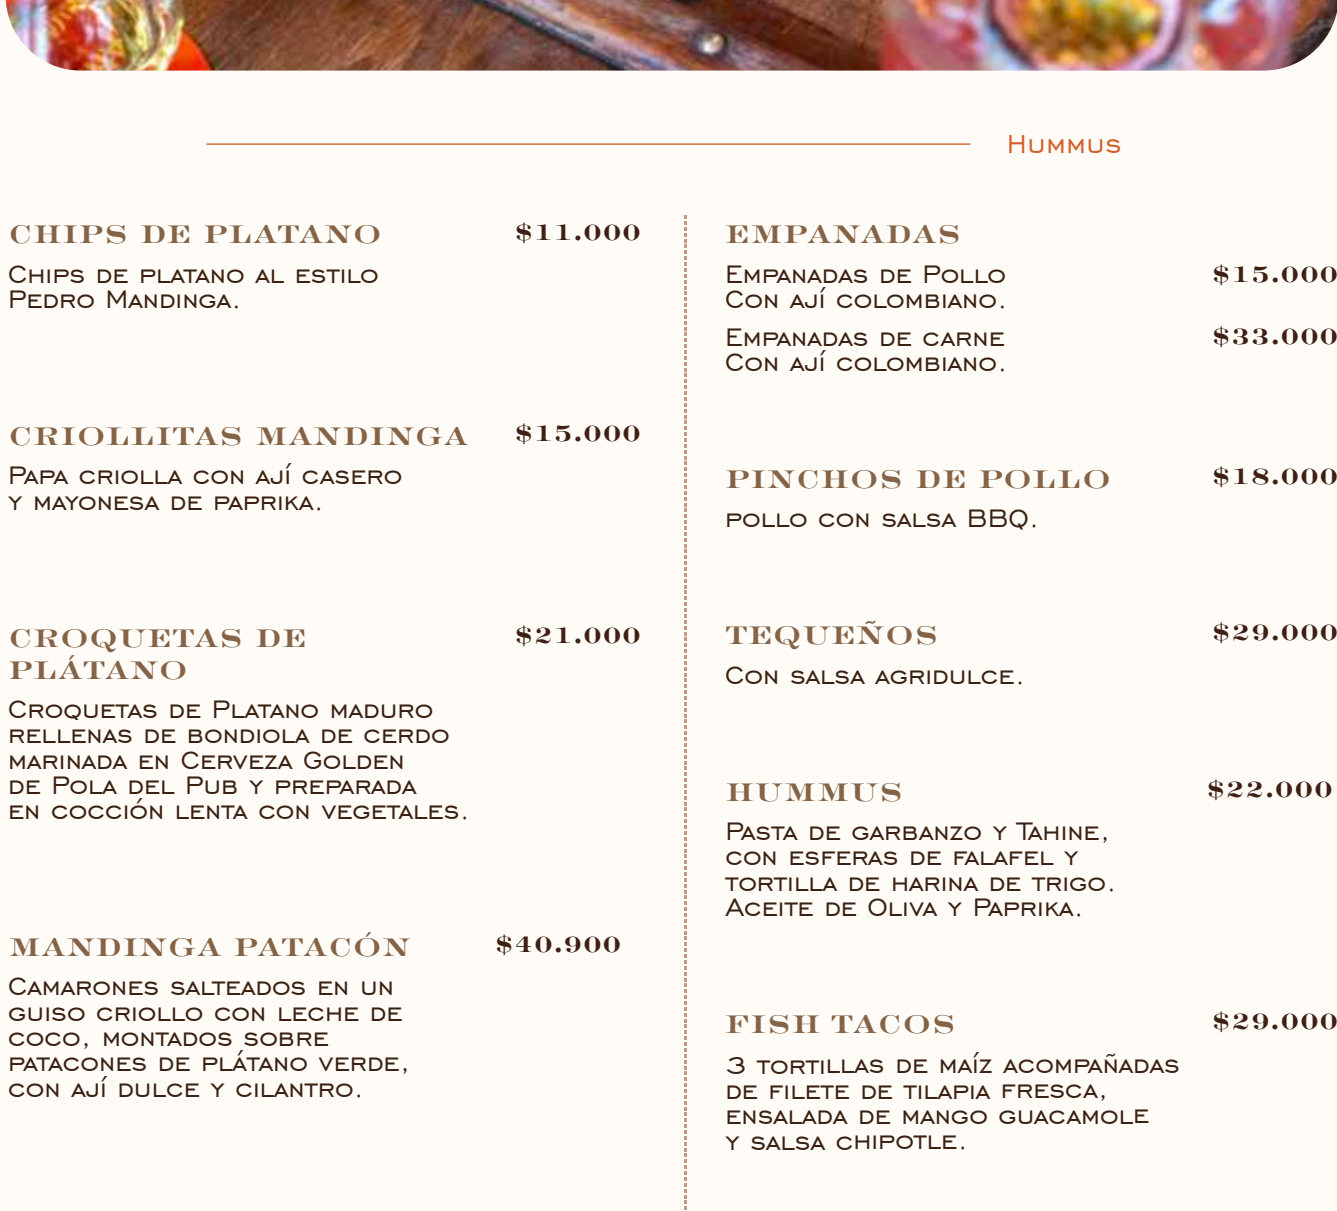 Hummus
CHIPS DE PLATANO $11.000
Chips de platano al estilo
Pedro Mandinga.
CRIOLLITAS MANDINGA $15.000
Papa criolla con ají casero
y mayonesa de paprika.
CROQUETAS DE $21.000
PLÁTANO
Croquetas de Platano maduro
rellenas de bondiola de cerdo
marinada en Cerveza Golden
de Pola del Pub y preparada
en cocción lenta con vegetales.
MANDINGA PATACÓN $40.900
Camarones salteados en un
guiso criollo con leche de
coco, montados sobre
patacones de plátano verde,
con ají dulce y cilantro.
EMPANADAS
Empanadas de Pollo $15.000
Con ají colombiano.
Empanadas de carne $33.000
Con ají colombiano.
PINCHOS DE POLLO $18.000
pollo con salsa BBQ.
TEQUEÑOS $29.000
Con salsa agridulce.
HUMMUS $22.000
Pasta de garbanzo y Tahine,
con esferas de falafel y
tortilla de harina de trigo.
Aceite de Oliva y Paprika.
FISH TACOS $29.000
3 tortillas de maíz acompañadas
de filete de tilapia fresca,
ensalada de mango guacamole
y salsa chipotle.